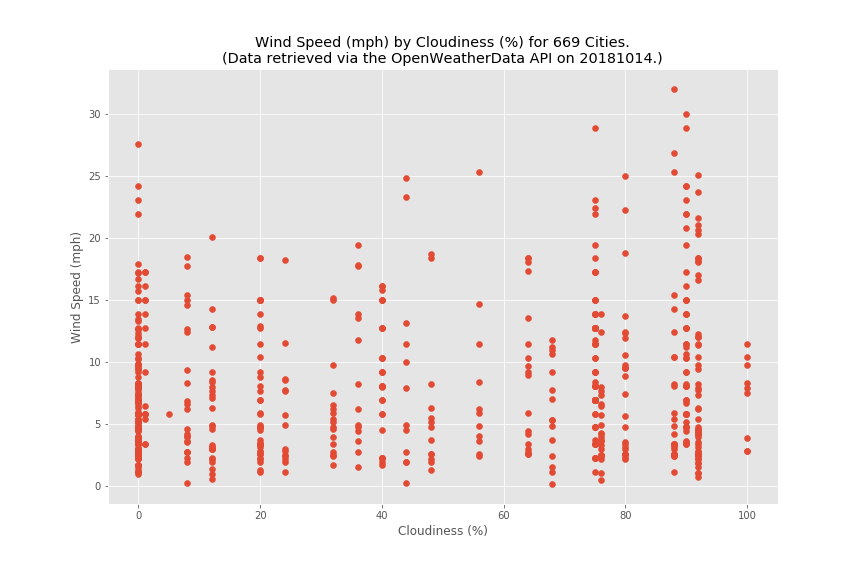 Wind Speed (mph) by Cloudiness (%) for 669 Cities.
(Data retrieved via the OpenWeatherData API on 20181014.)
30
25
20
15
10
5
0
Wind Speed (mph)
0 20 40 60 80 100
Cloudiness (%)